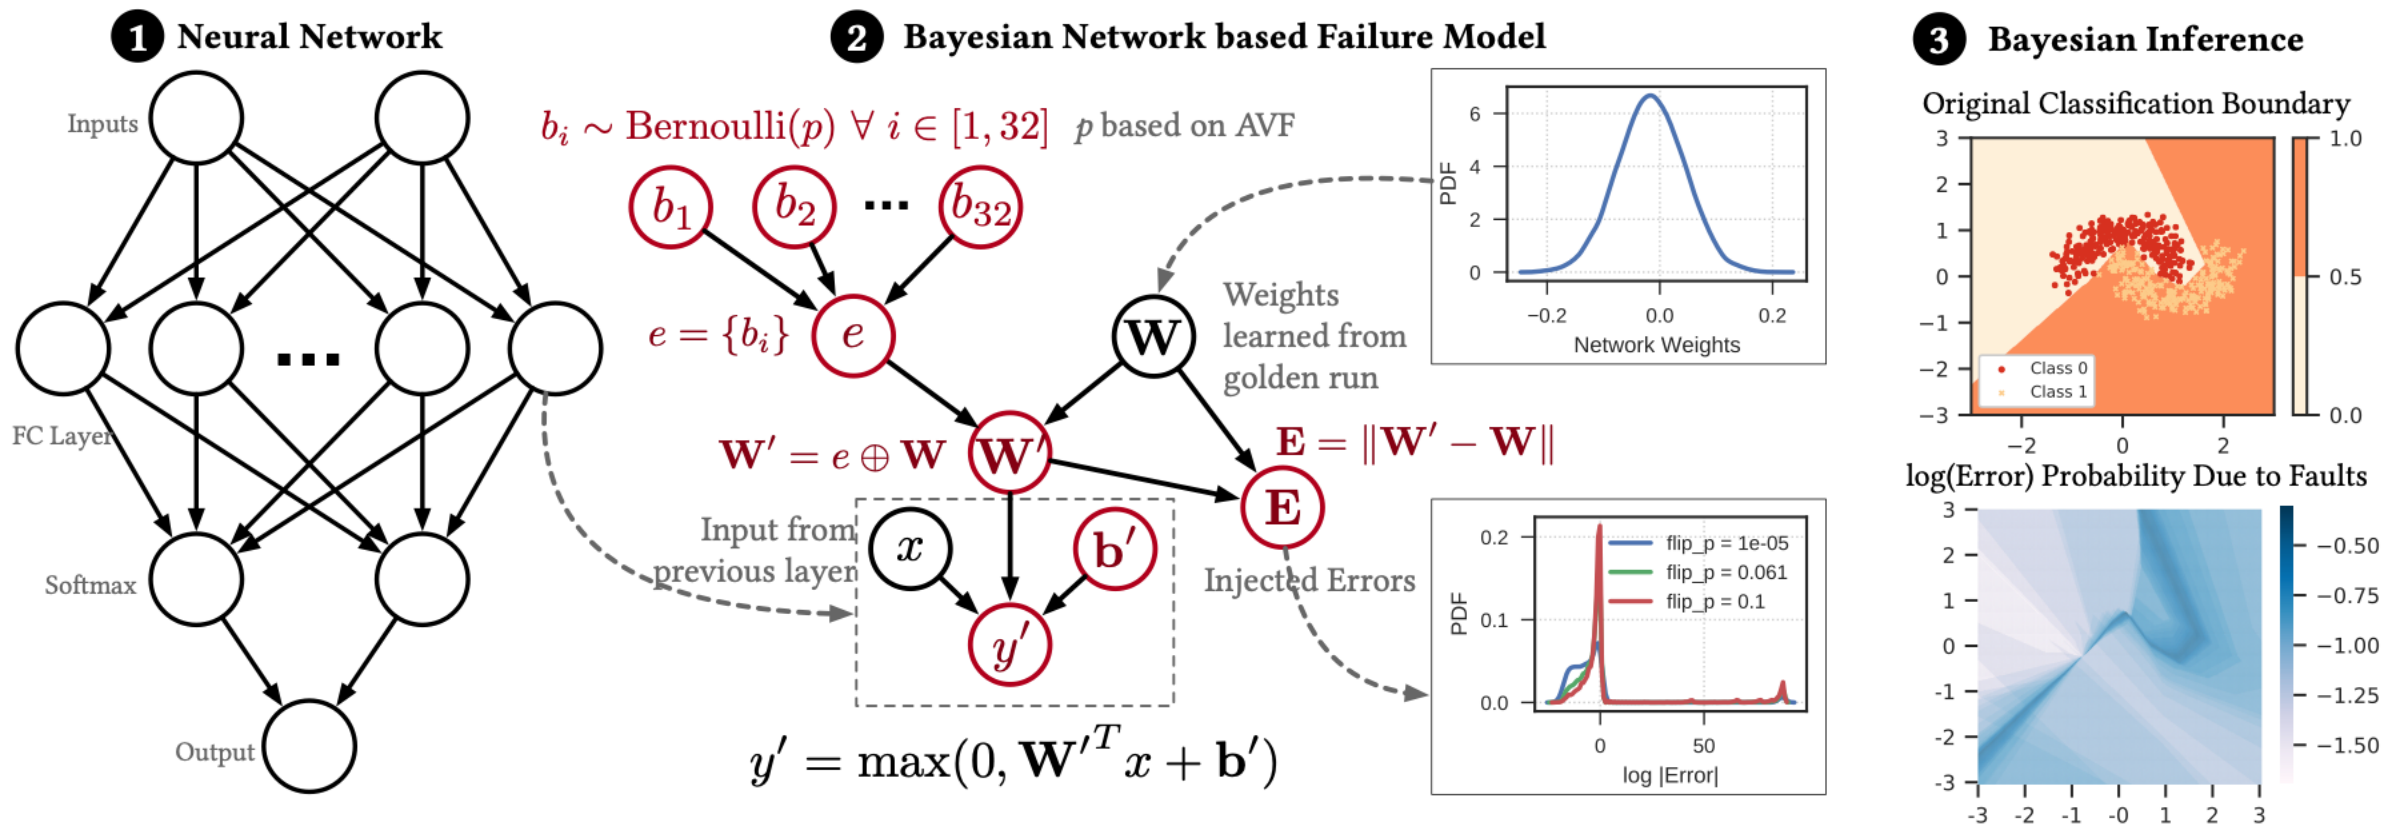 1 Neural Network
Inputs
...
FC Layer
Softmax
Output
2 Bayesian Network based Failure Model
b_i ∼ Bernoulli(p) ∀ i ∈ [1, 32] p based on AVF
b_1 b_2 ... b_32
e = {b_i} e
W
Weights
learned from
golden run
W′ = e ⊕ W W′
E = ‖W′ − W‖
E
Input from
previous layer
x b′
y′
Injected Errors
y′ = max(0, W′^T x + b′)
PDF
6
4
2
0
−0.2 0.0 0.2
Network Weights
PDF
0.2
0.1
0.0
flip_p = 1e-05
flip_p = 0.061
flip_p = 0.1
0 50
log |Error|
3 Bayesian Inference
Original Classification Boundary
3
2
1
0
−1
−2
−3
Class 0
Class 1
−2 0 2
1.0
0.5
0.0
log(Error) Probability Due to Faults
3
2
1
0
-1
-2
-3
-3 -2 -1 -0 1 2 3
−0.50
−0.75
−1.00
−1.25
−1.50